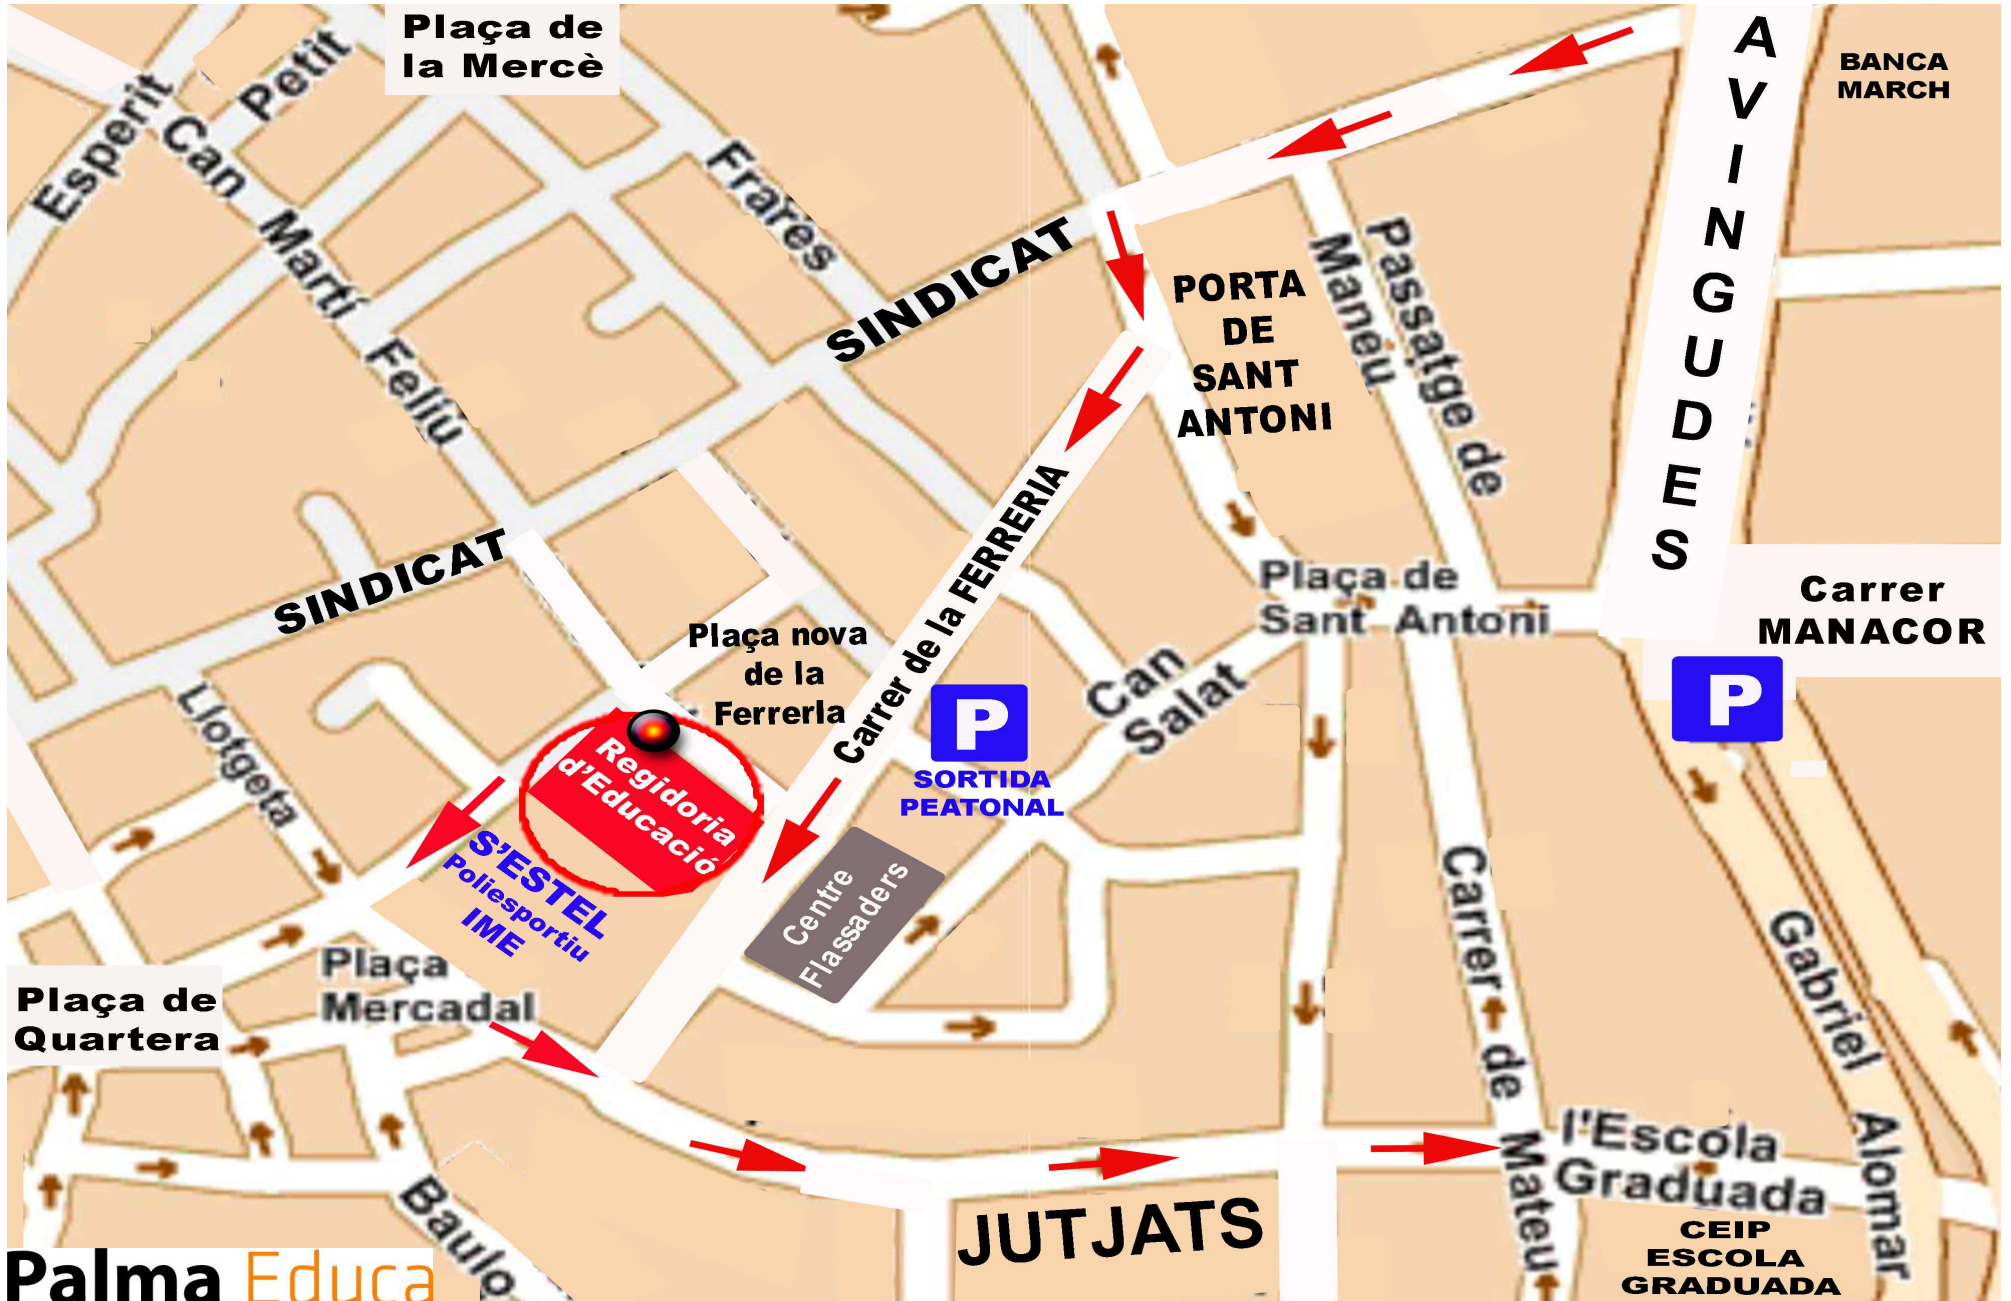 Plaça de
la Mercè
A
V
I
N
G
U
D
E
S
BANCA
MARCH
Esperit
Petit
Can Martí Feliu
Frares
SINDICAT
PORTA
DE
SANT
ANTONI
Passatge de
Maneu
SINDICAT
Carrer de la FERRERIA
Plaça de
Sant Antoni
Carrer
MANACOR
P
Plaça nova
de la
Ferrerla
Can
Salat
P
SORTIDA
PEATONAL
Llotgeta
Regidoria
d'Educació
S'ESTEL
Poliesportiu
IME
Centre
Flassaders
Carrer de Mateu
Gabriel Alomar
Plaça
Mercadal
Plaça de
Quartera
l'Escola
Graduada
Baulo
JUTJATS
CEIP
ESCOLA
GRADUADA
Palma Educa